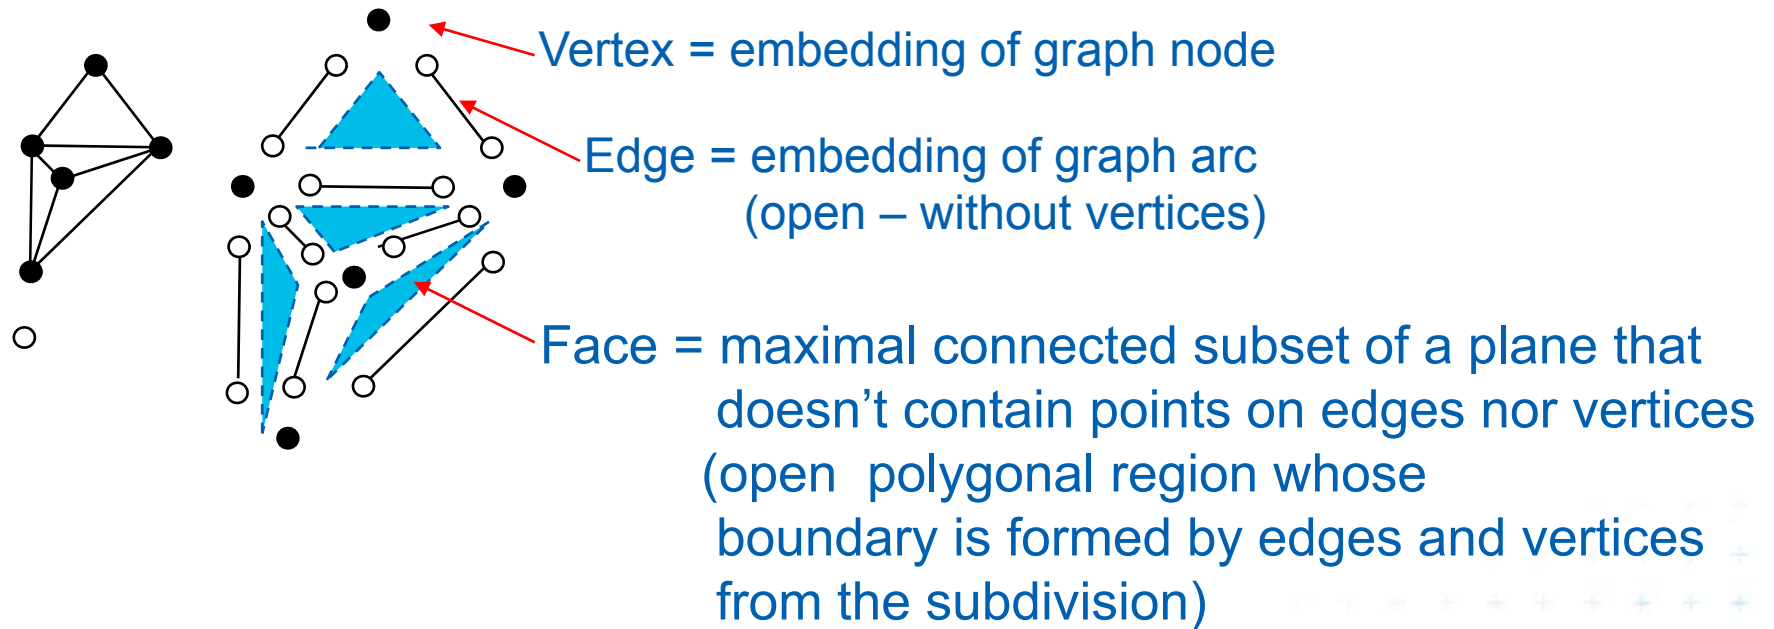 Vertex = embedding of graph node
Edge = embedding of graph arc
(open – without vertices)
Face = maximal connected subset of a plane that
doesn’t contain points on edges nor vertices
(open polygonal region whose
boundary is formed by edges and vertices
from the subdivision)